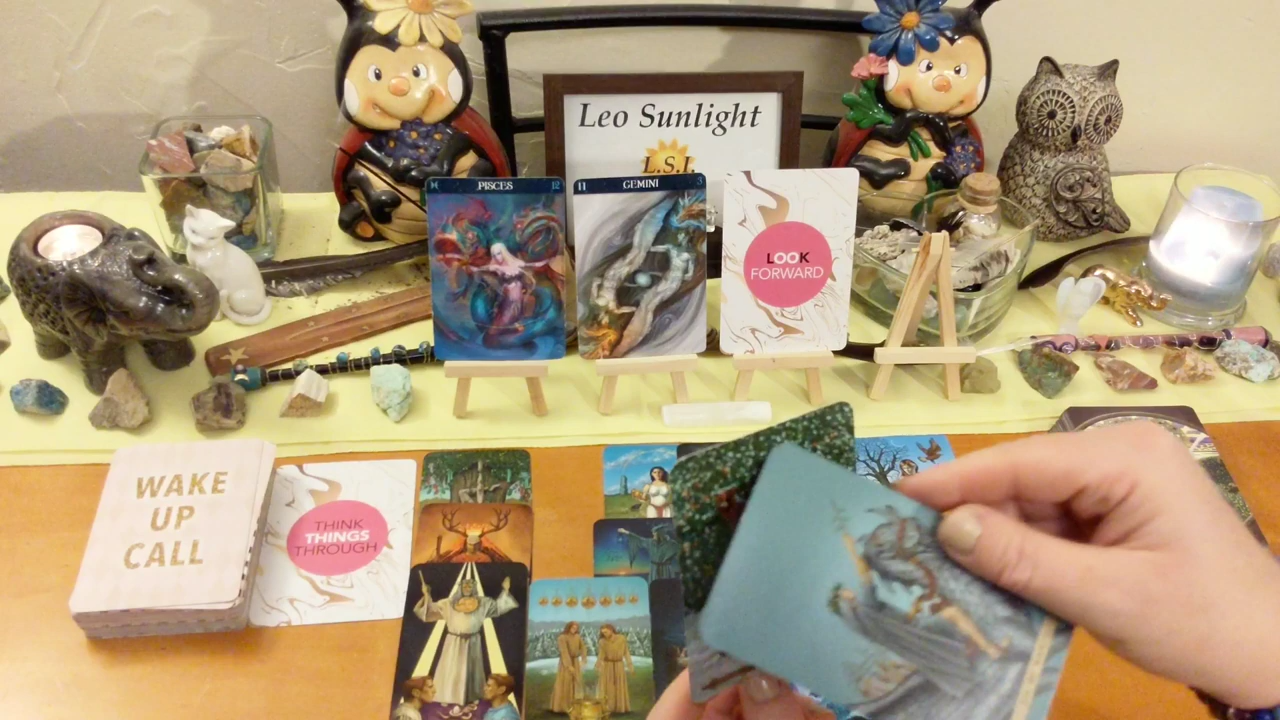 Leo Sunlight
L.S.I.
PISCES
12
11
GEMINI
3
LOOK
FORWARD
WAKE
UP
CALL
THINK
THINGS
THROUGH